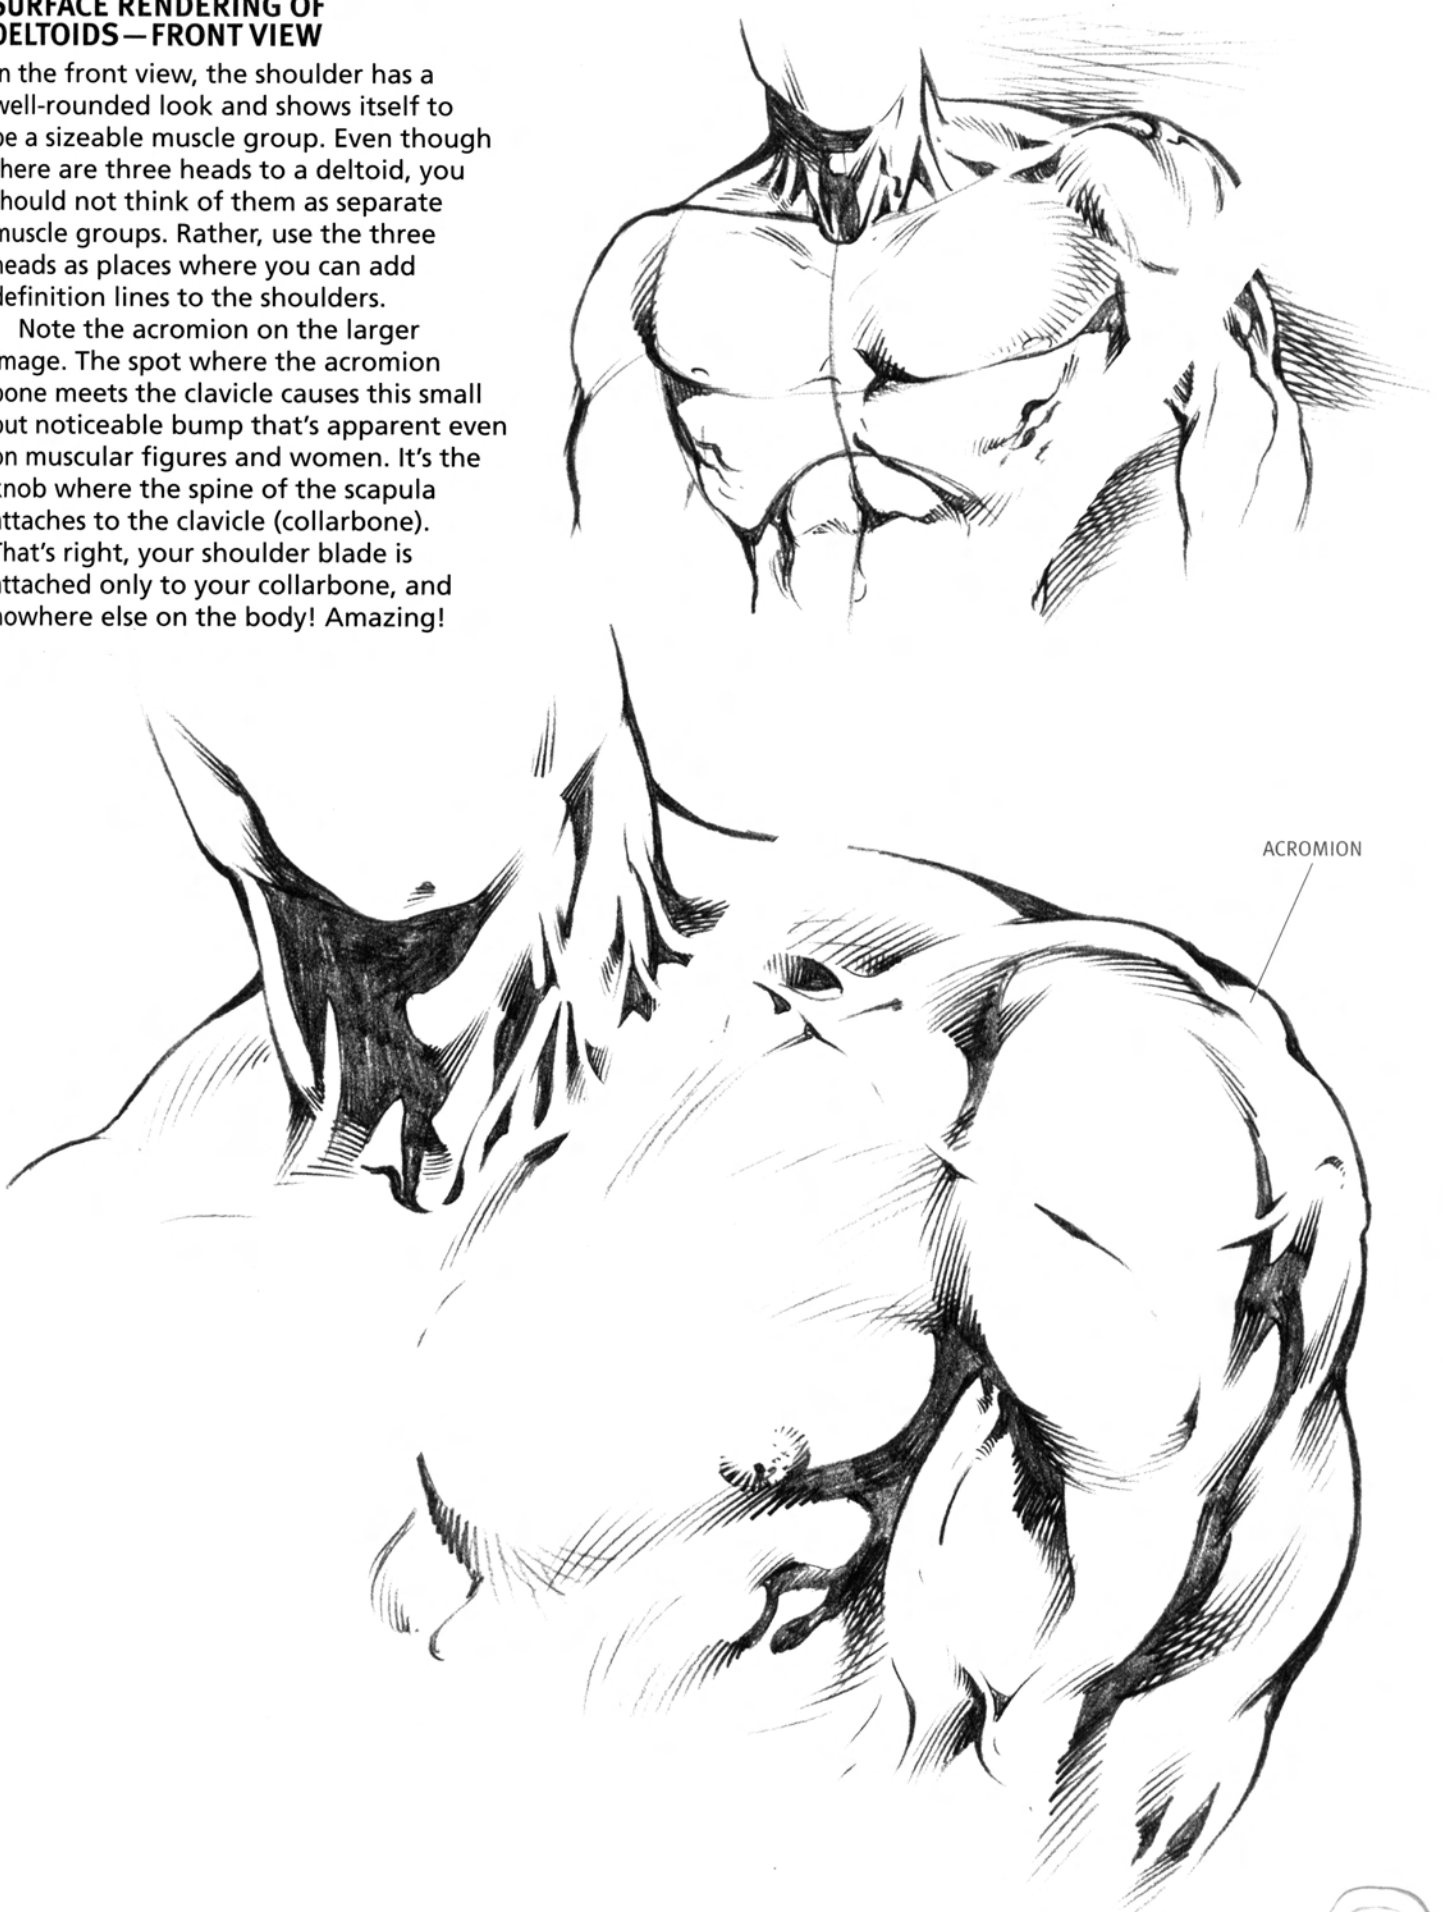 SURFACE RENDERING OF
DELTOIDS—FRONT VIEW
n the front view, the shoulder has a
well-rounded look and shows itself to
be a sizeable muscle group. Even though
there are three heads to a deltoid, you
should not think of them as separate
muscle groups. Rather, use the three
heads as places where you can add
definition lines to the shoulders.
Note the acromion on the larger
image. The spot where the acromion
bone meets the clavicle causes this small
but noticeable bump that's apparent even
on muscular figures and women. It's the
knob where the spine of the scapula
attaches to the clavicle (collarbone).
That's right, your shoulder blade is
attached only to your collarbone, and
nowhere else on the body! Amazing!
ACROMION